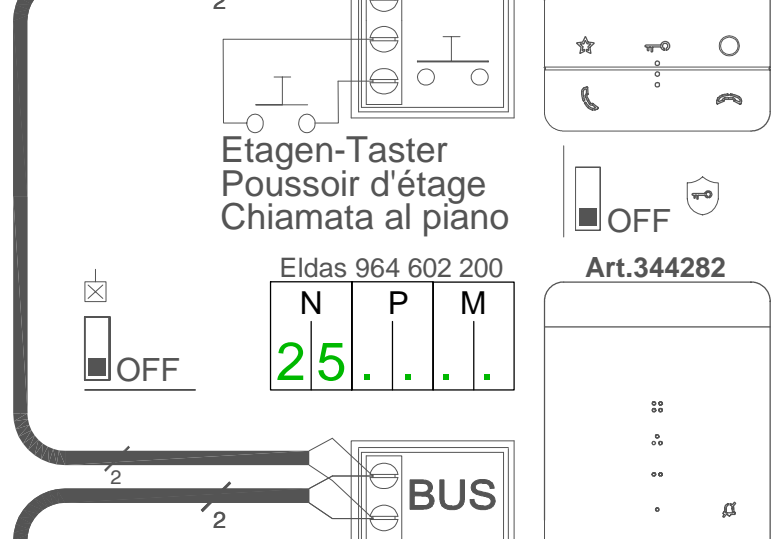 2
Etagen-Taster
Poussoir d'étage
Chiamata al piano
OFF
Eldas 964 602 200
Art.344282
N P M
25....
OFF
2
BUS
2